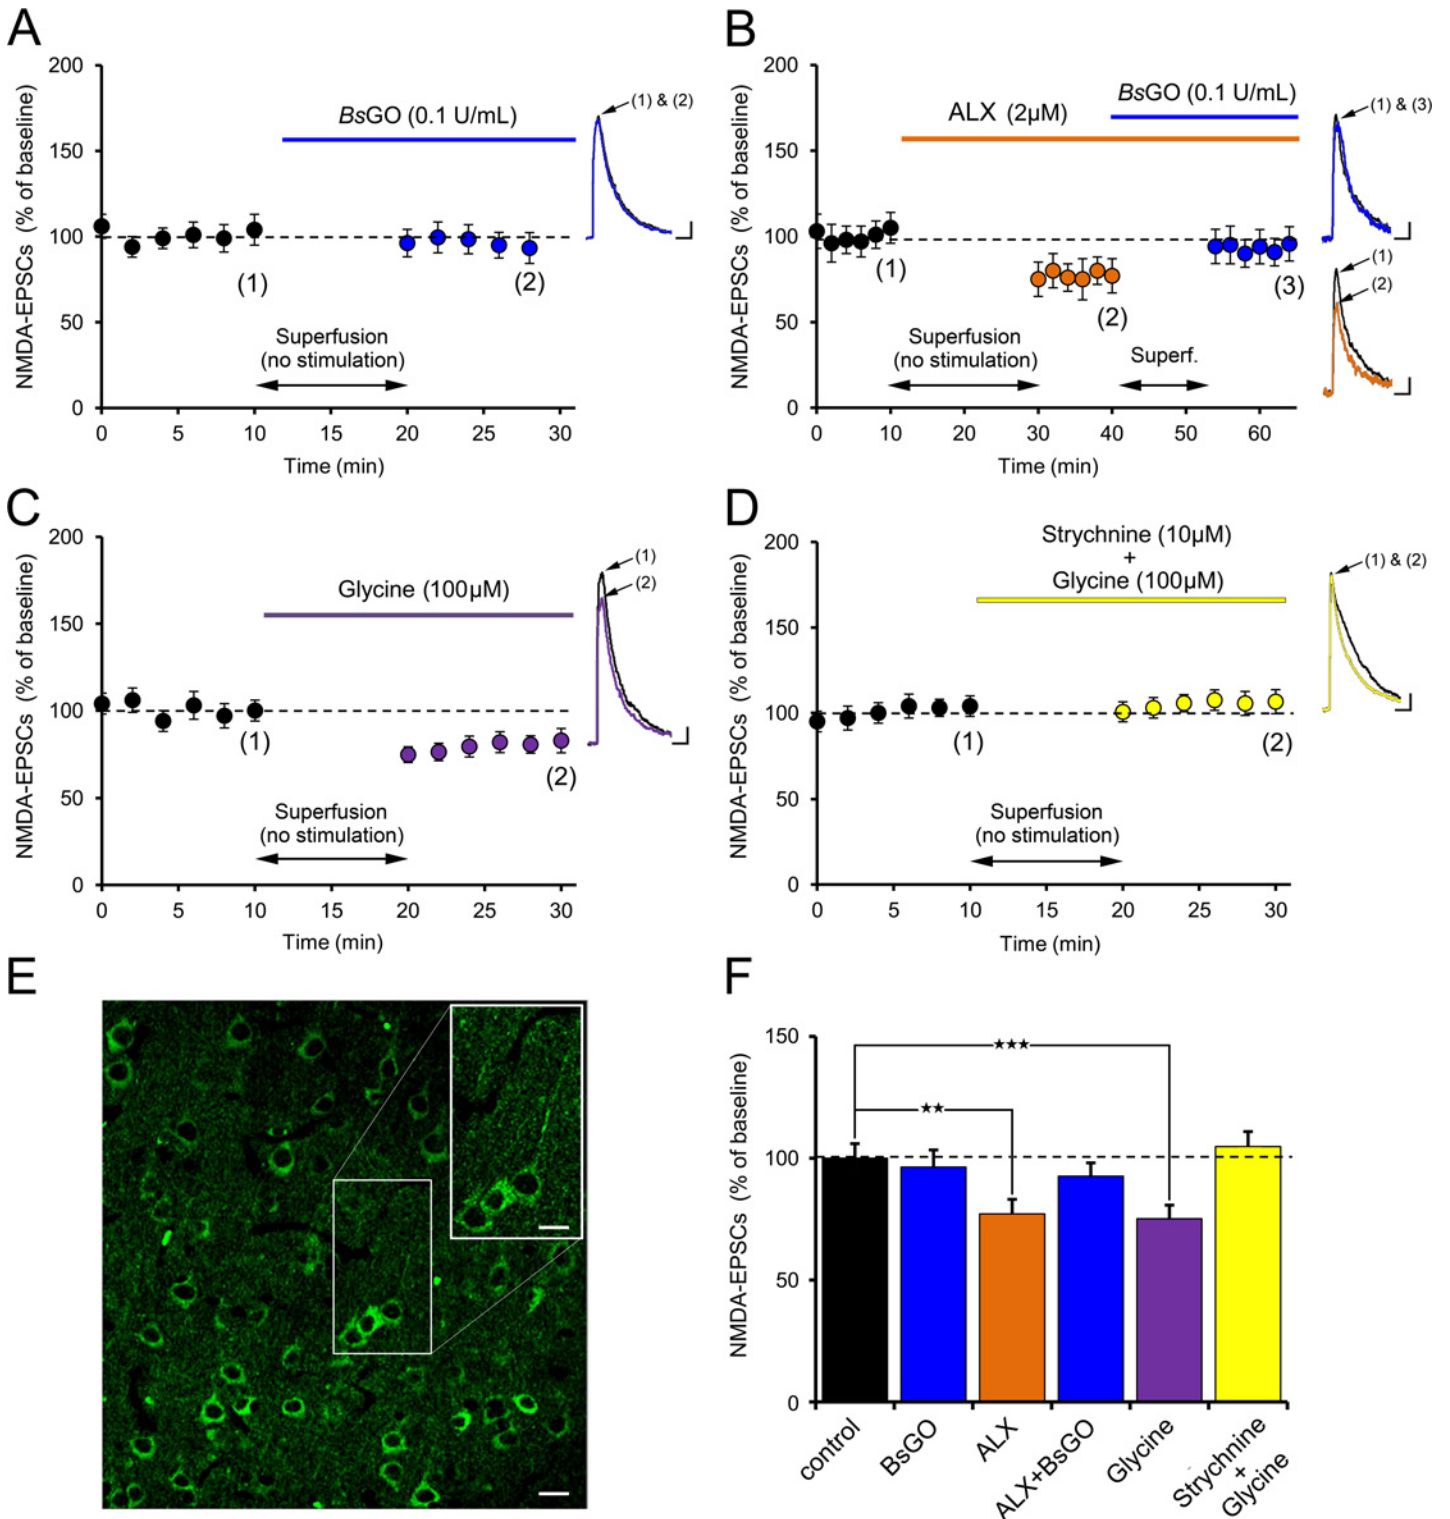 A
NMDA-EPSCs (% of baseline)
200
150
100
50
0
BsGO (0.1 U/mL)
(1) & (2)
(1)
(2)
Superfusion
(no stimulation)
0 5 10 15 20 25 30
Time (min)
B
NMDA-EPSCs (% of baseline)
200
150
100
50
0
BsGO (0.1 U/mL)
ALX (2µM)
(1) & (3)
(1)
(2)
(1)
(2)
(3)
Superfusion
(no stimulation)
Superf.
0 10 20 30 40 50 60
Time (min)
C
NMDA-EPSCs (% of baseline)
200
150
100
50
0
Glycine (100µM)
(1)
(2)
(1)
(2)
Superfusion
(no stimulation)
0 5 10 15 20 25 30
Time (min)
D
NMDA-EPSCs (% of baseline)
200
150
100
50
0
Strychnine (10µM)
+
Glycine (100µM)
(1) & (2)
(1)
(2)
Superfusion
(no stimulation)
0 5 10 15 20 25 30
Time (min)
E
F
NMDA-EPSCs (% of baseline)
150
100
50
0
★★★
★★
control
BsGO
ALX
ALX+BsGO
Glycine
Strychnine
+
Glycine